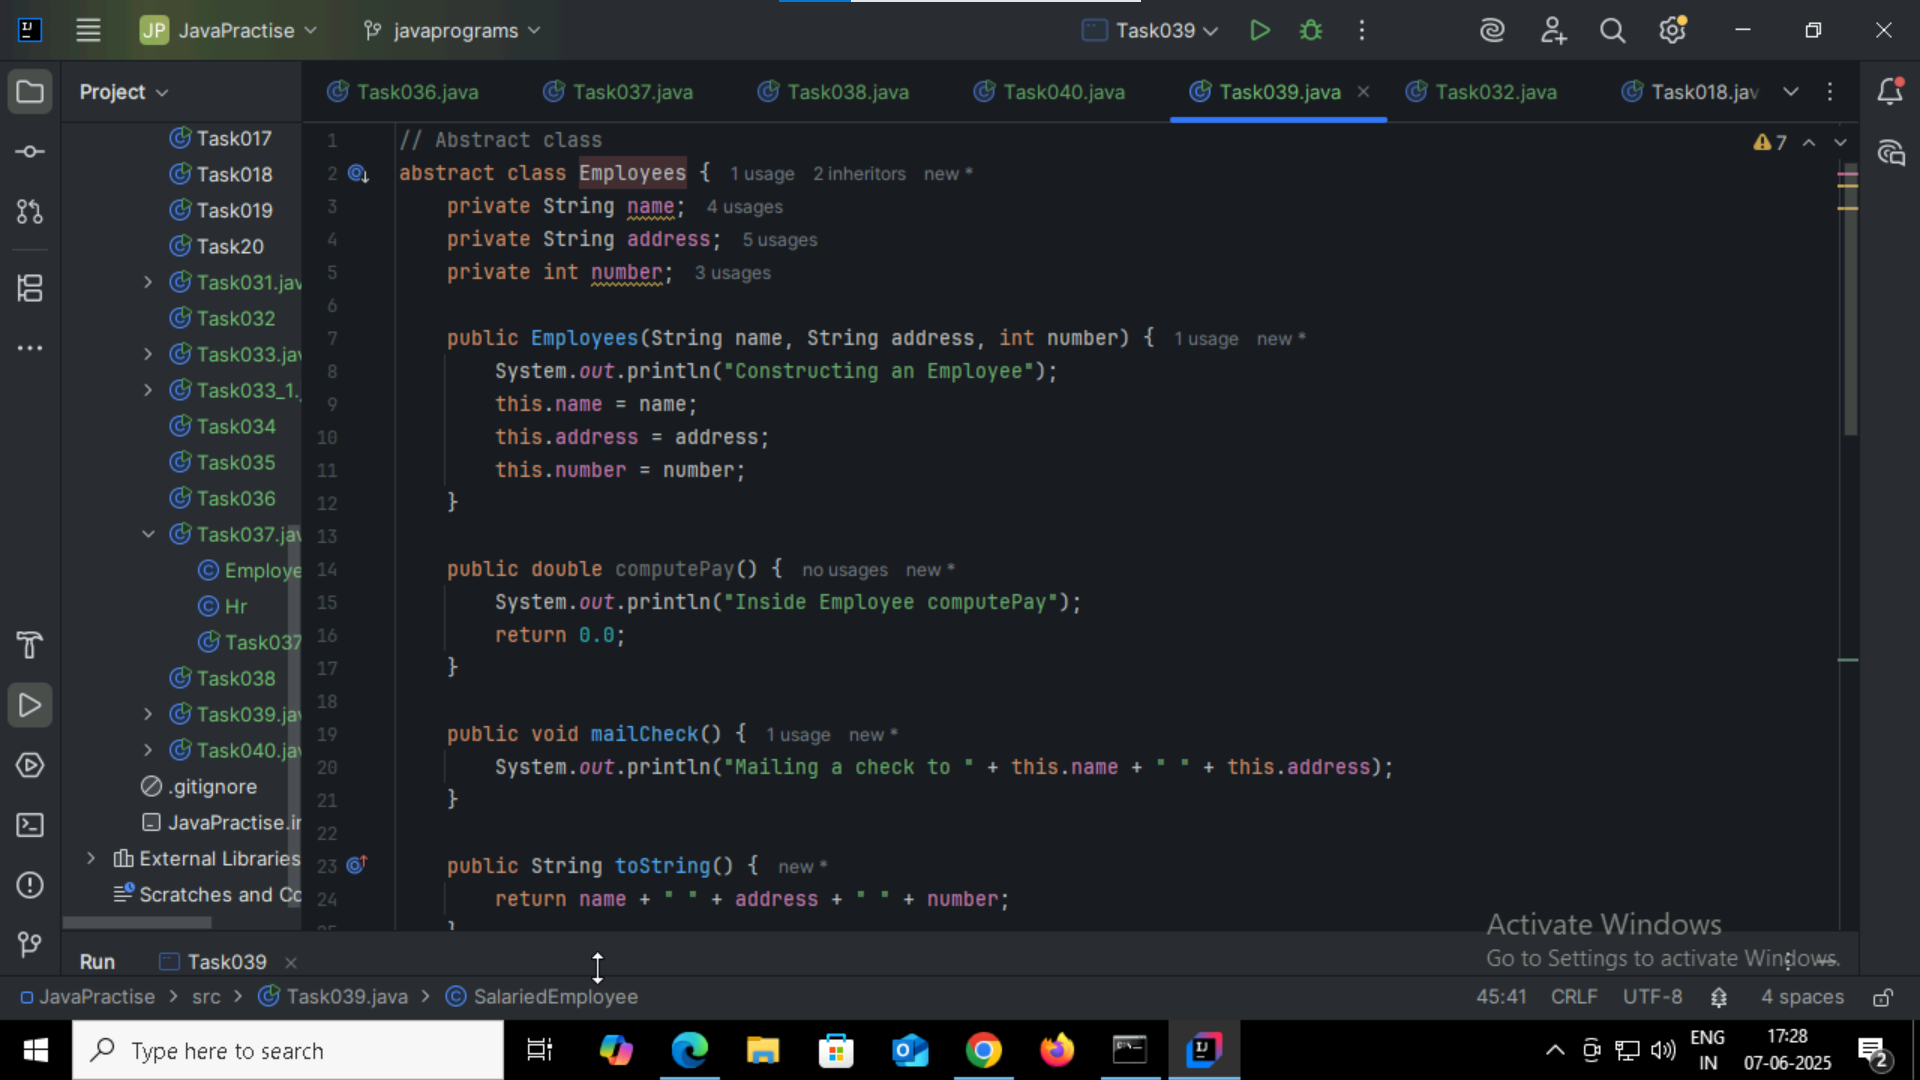 JP JavaPractise javaprograms Task039
Project
Task036.java Task037.java Task038.java Task040.java Task039.java Task032.java Task018.jav
Task017
Task018
Task019
Task20
Task031.jav
Task032
Task033.jav
Task033_1.
Task034
Task035
Task036
Task037.jav
Employe
Hr
Task037
Task038
Task039.jav
Task040.jav
.gitignore
JavaPractise.im
External Libraries
Scratches and Co
7
1 // Abstract class
2 abstract class Employees { 1 usage 2 inheritors new *
3 private String name; 4 usages
4 private String address; 5 usages
5 private int number; 3 usages
6
7 public Employees(String name, String address, int number) { 1 usage new *
8 System.out.println("Constructing an Employee");
9 this.name = name;
10 this.address = address;
11 this.number = number;
12 }
13
14 public double computePay() { no usages new *
15 System.out.println("Inside Employee computePay");
16 return 0.0;
17 }
18
19 public void mailCheck() { 1 usage new *
20 System.out.println("Mailing a check to " + this.name + " " + this.address);
21 }
22
23 public String toString() { new *
24 return name + " " + address + " " + number;
25 }
Activate Windows
Go to Settings to activate Windows.
Run Task039
JavaPractise > src > Task039.java > SalariedEmployee 45:41 CRLF UTF-8 4 spaces
Type here to search
ENG
IN
17:28
07-06-2025
2